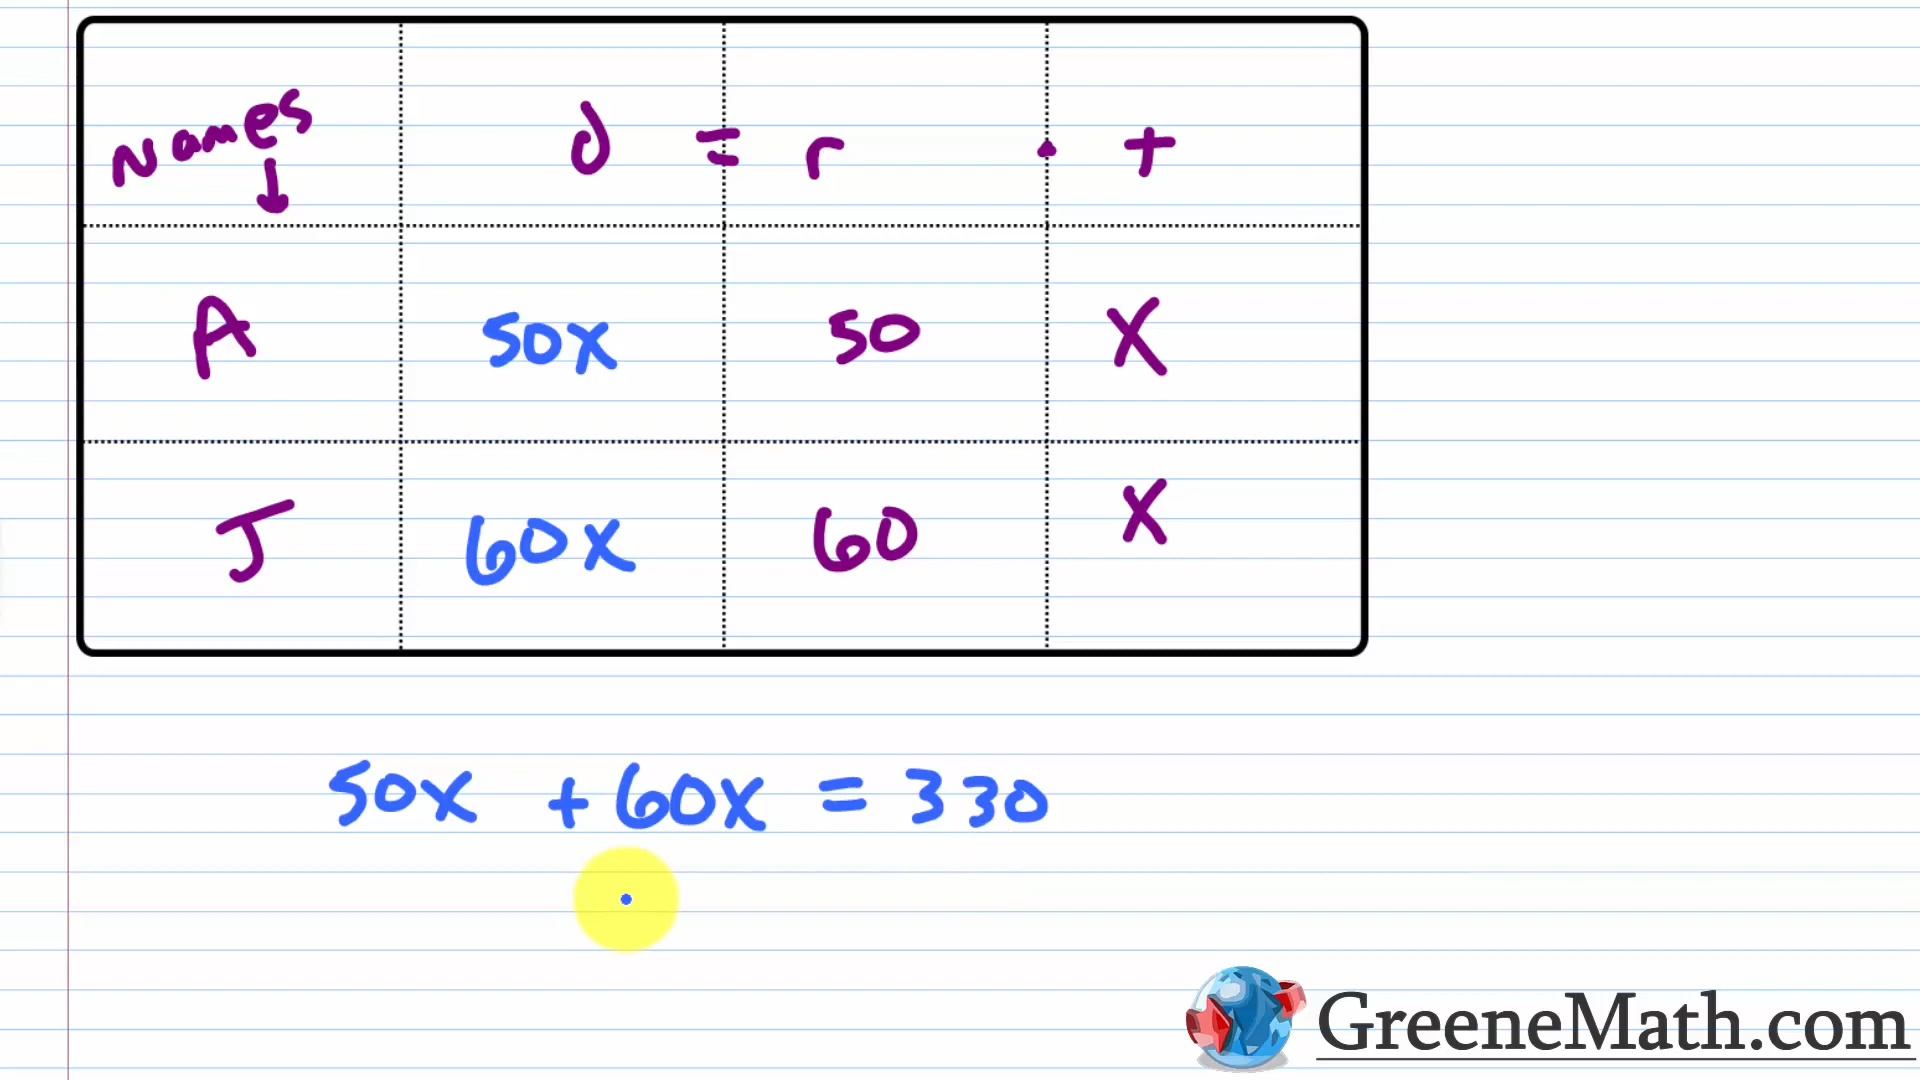 Names d = r · t
A 50x 50 x
J 60x 60 x
50x + 60x = 330
GreeneMath.com